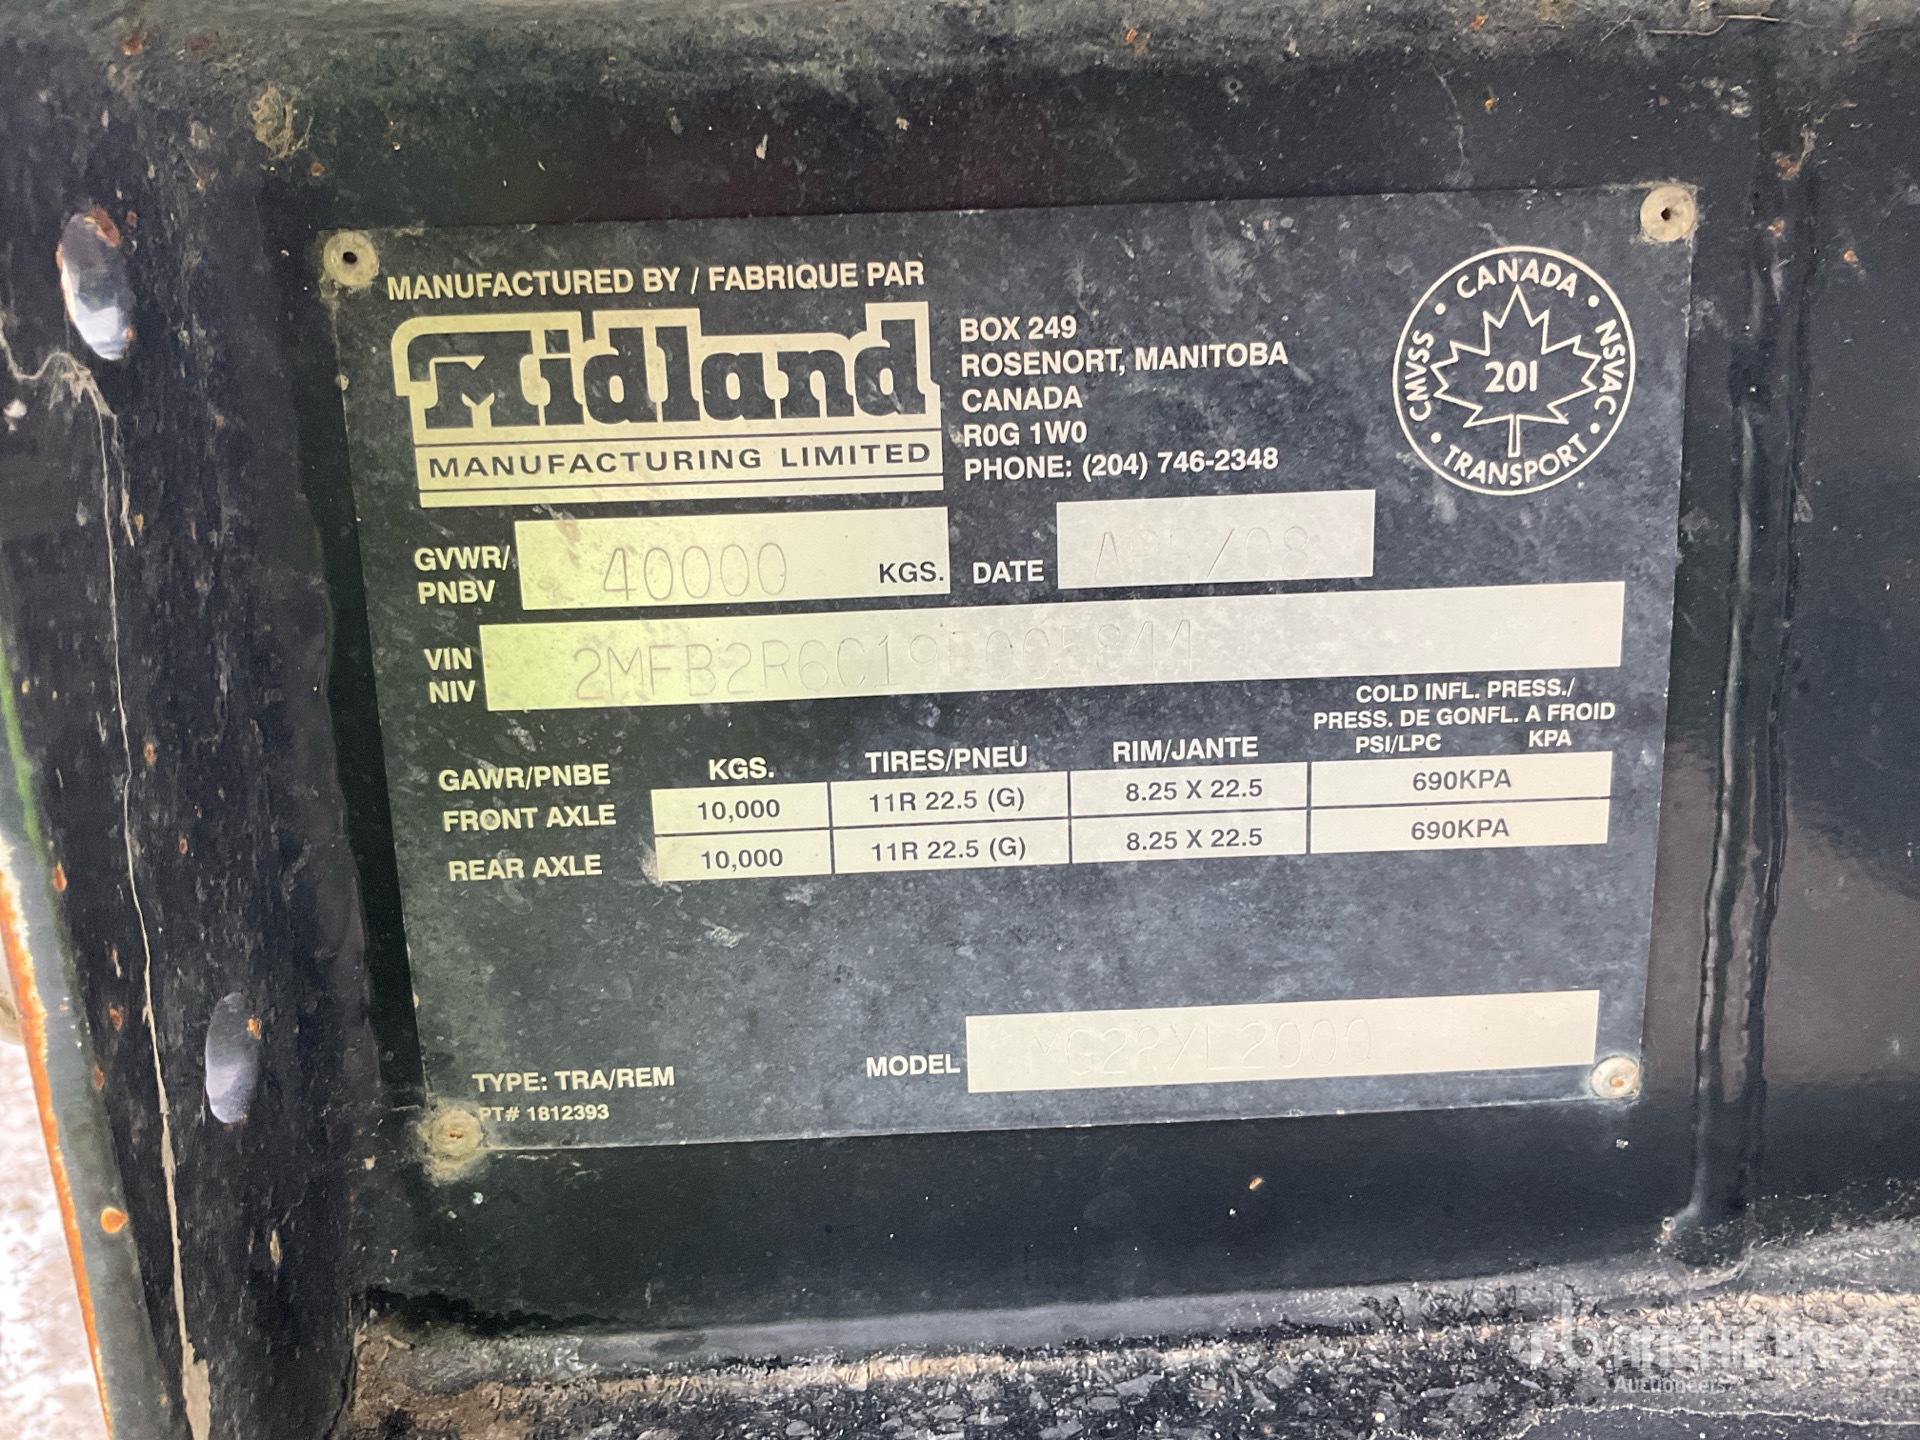 MANUFACTURED BY / FABRIQUE PAR
Midland
MANUFACTURING LIMITED
BOX 249
ROSENORT, MANITOBA
CANADA
R0G 1W0
PHONE: (204) 746-2348
CANADA • NSVAC • TRANSPORT • CMVSS •
201
GVWR/
PNBV
40000 KGS.
DATE
VIN
NIV
COLD INFL. PRESS./
PRESS. DE GONFL. A FROID
PSI/LPC KPA
GAWR/PNBE KGS. TIRES/PNEU RIM/JANTE
FRONT AXLE 10,000 11R 22.5 (G) 8.25 X 22.5 690KPA
REAR AXLE 10,000 11R 22.5 (G) 8.25 X 22.5 690KPA
TYPE: TRA/REM
MODEL
PT# 1812393
RITCHIE BROS.
Auctioneers